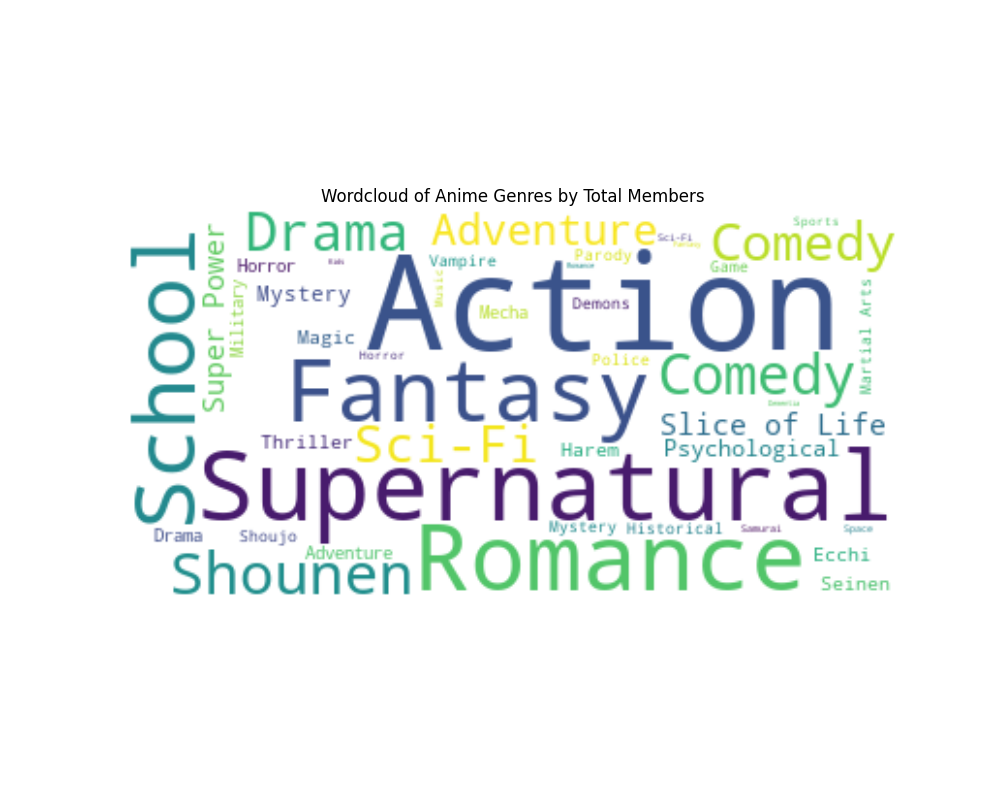 Wordcloud of Anime Genres by Total Members
School
Super Power
Drama
Adventure
Sci-Fi
Fantasy
Comedy
Sports
Horror
Kids
Military
Mystery
Vampire
Music
Parody
Romance
Game
Action
Mecha
Demons
Martial Arts
Magic
Horror
Police
Fantasy
Comedy
Dementia
Slice of Life
Thriller
Sci-Fi
Harem
Psychological
Supernatural
Drama
Shoujo
Mystery
Historical
Samurai
Space
Adventure
Romance
Shounen
Ecchi
Seinen